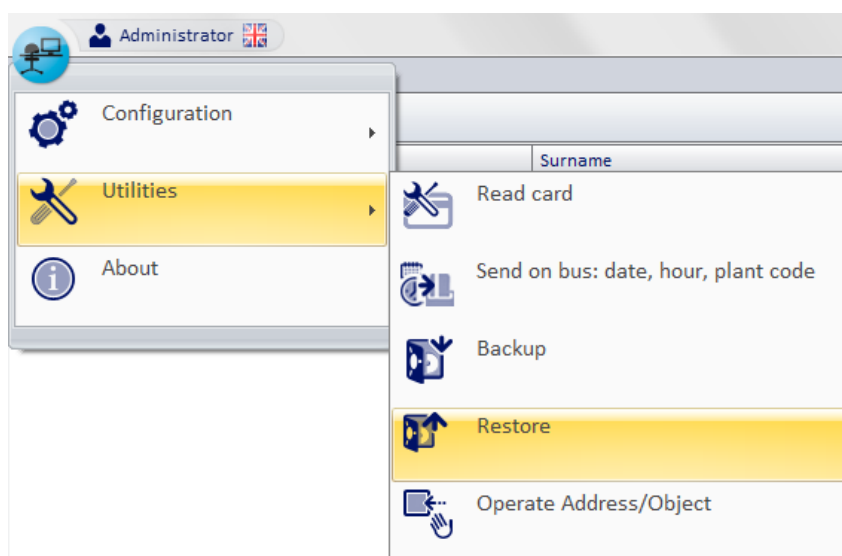 Administrator
Configuration
Surname
Utilities
Read card
About
Send on bus: date, hour, plant code
Backup
Restore
Operate Address/Object